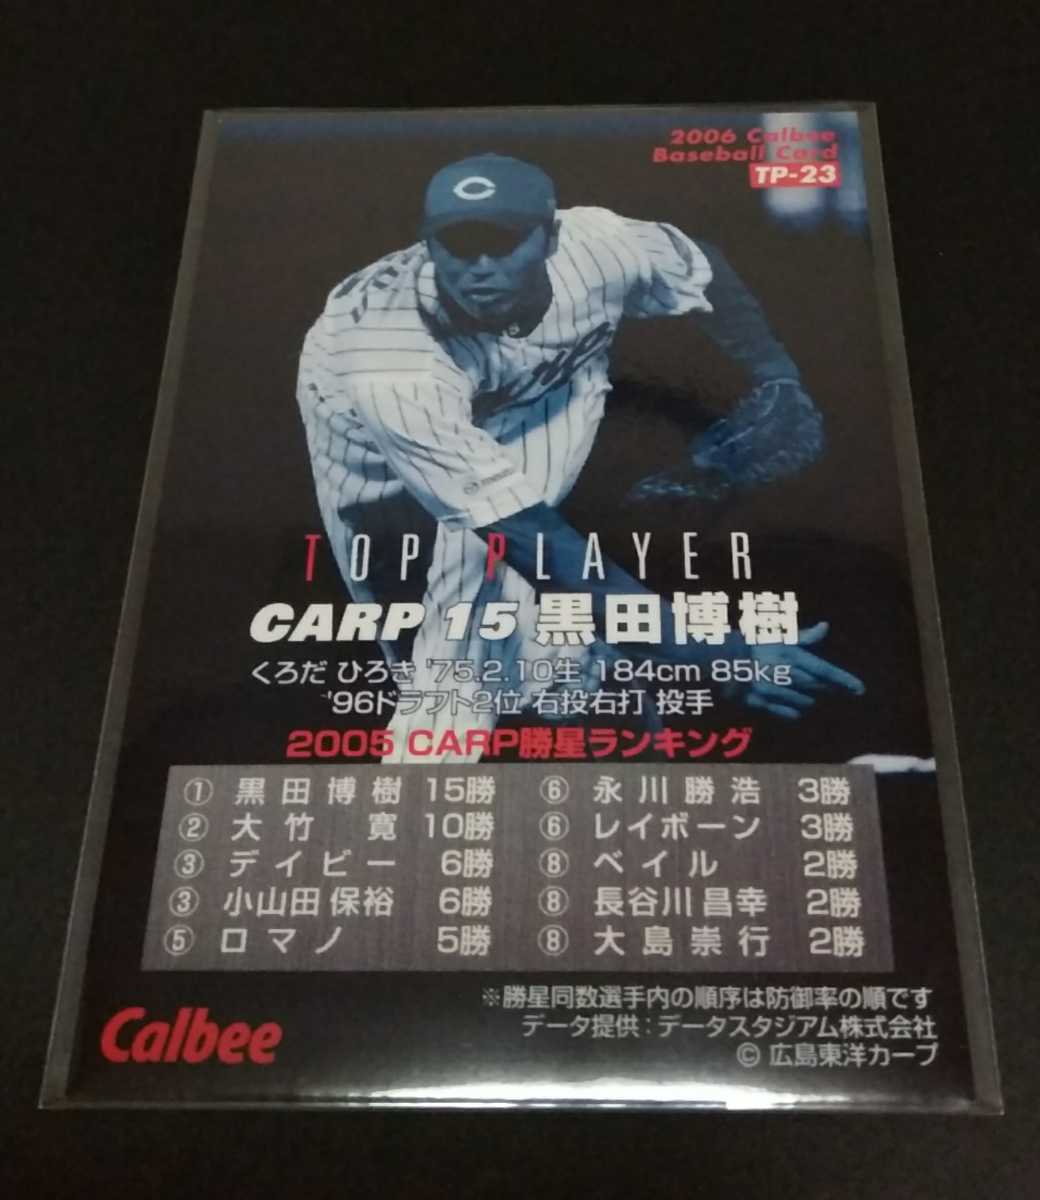 2006 Calbee
Baseball Card
TP-23
TOP PLAYER
CARP 15 黒田博樹
くろだ ひろき '75.2.10生 184cm 85kg
'96ドラフト2位 右投右打 投手
2005 CARP勝星ランキング
① 黒田博樹 15勝 ⑥ 永川勝浩 3勝
② 大竹 寛 10勝 ⑥ レイボーン 3勝
③ デイビー 6勝 ⑧ ベイル 2勝
③ 小山田保裕 6勝 ⑧ 長谷川昌幸 2勝
⑤ ロマノ 5勝 ⑧ 大島崇行 2勝
※勝星同数選手内の順序は防御率の順です
データ提供：データスタジアム株式会社
© 広島東洋カープ
Calbee